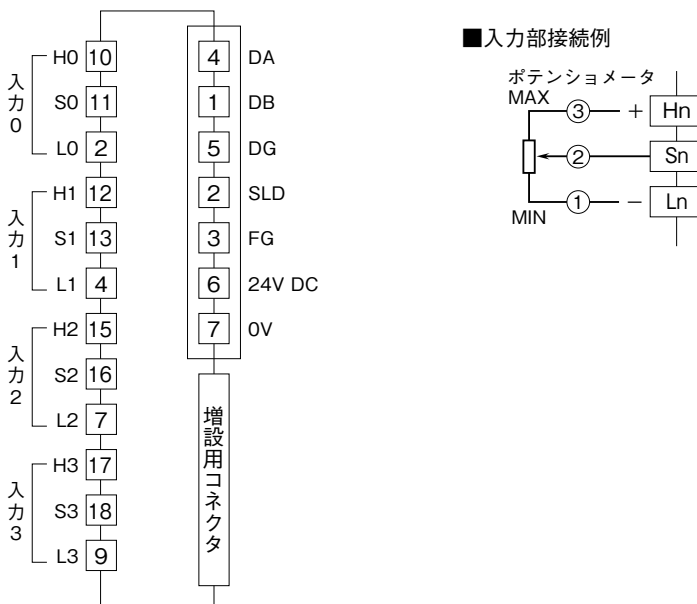 入力0
H0 10
S0 11
L0 2
入力1
H1 12
S1 13
L1 4
入力2
H2 15
S2 16
L2 7
入力3
H3 17
S3 18
L3 9
4 DA
1 DB
5 DG
2 SLD
3 FG
6 24V DC
7 0V
増設用コネクタ
■入力部接続例
ポテンショメータ
MAX
③ + Hn
② Sn
① − Ln
MIN